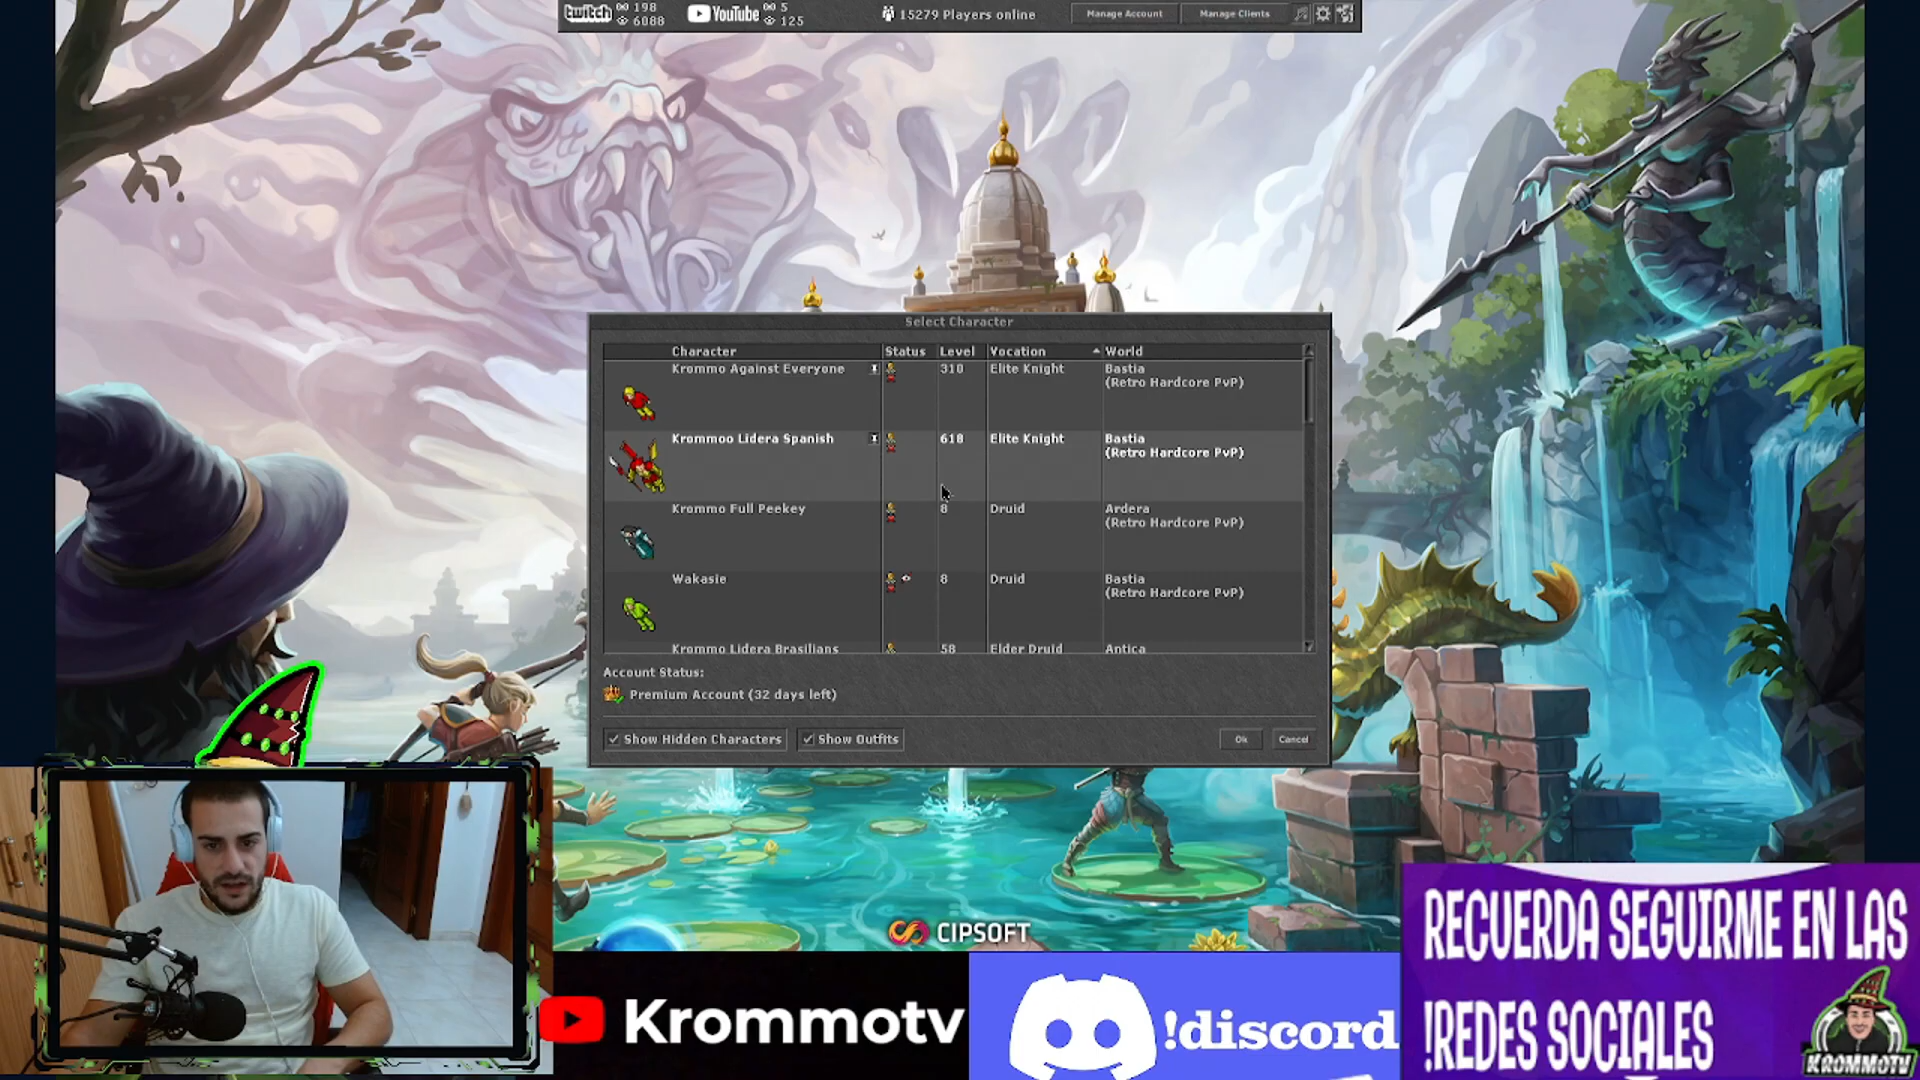 twitch 198 6088 YouTube 5 125 15279 Players online Manage Account Manage Clients
Select Character
Character Status Level Vocation World
Krommo Against Everyone 310 Elite Knight Bastia
(Retro Hardcore PvP)
Krommoo Lidera Spanish 618 Elite Knight Bastia
(Retro Hardcore PvP)
Krommo Full Peekey 8 Druid Ardera
(Retro Hardcore PvP)
Wakasie 8 Druid Bastia
(Retro Hardcore PvP)
Krommo Lidera Brasilians 58 Elder Druid Antica
Account Status:
Premium Account (32 days left)
Show Hidden Characters Show Outfits Ok Cancel
CIPSOFT
Krommotv
!discord
RECUERDA SEGUIRME EN LAS
!REDES SOCIALES
KROMMOTV